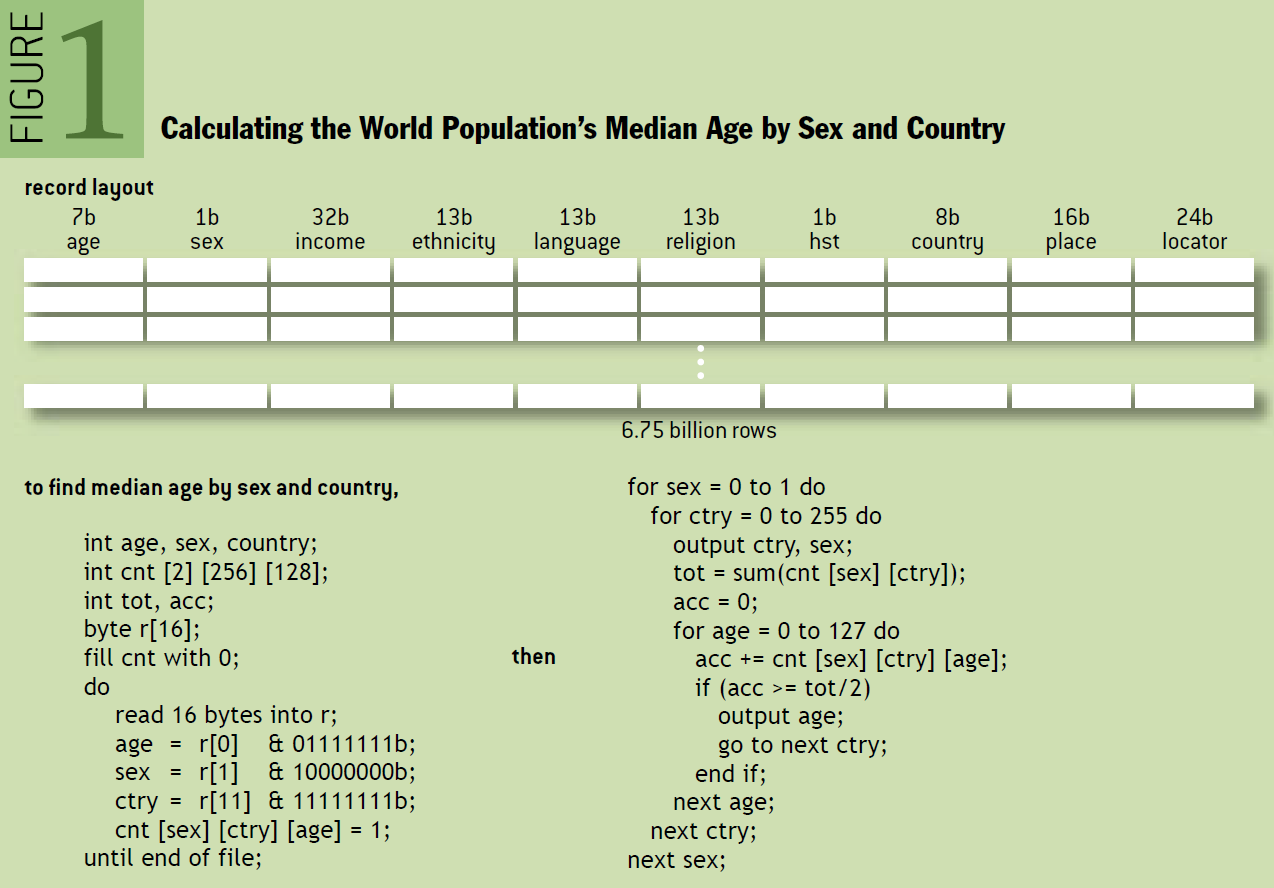 FIGURE 1
Calculating the World Population's Median Age by Sex and Country
record layout
7b 1b 32b 13b 13b 13b 1b 8b 16b 24b
age sex income ethnicity language religion hst country place locator
6.75 billion rows
to find median age by sex and country,
int age, sex, country;
int cnt [2] [256] [128];
int tot, acc;
byte r[16];
fill cnt with 0;
do
read 16 bytes into r;
age = r[0] & 01111111b;
sex = r[1] & 10000000b;
ctry = r[11] & 11111111b;
cnt [sex] [ctry] [age] = 1;
until end of file;
then
for sex = 0 to 1 do
for ctry = 0 to 255 do
output ctry, sex;
tot = sum(cnt [sex] [ctry]);
acc = 0;
for age = 0 to 127 do
acc += cnt [sex] [ctry] [age];
if (acc >= tot/2)
output age;
go to next ctry;
end if;
next age;
next ctry;
next sex;